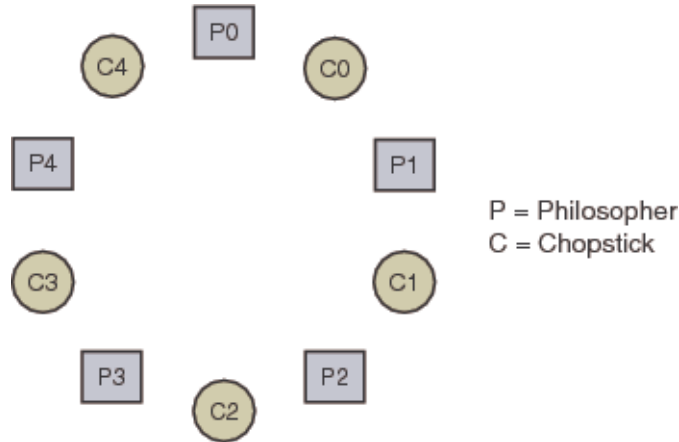 P0
C4
C0
P4
P1
P = Philosopher
C = Chopstick
C3
C1
P3
P2
C2